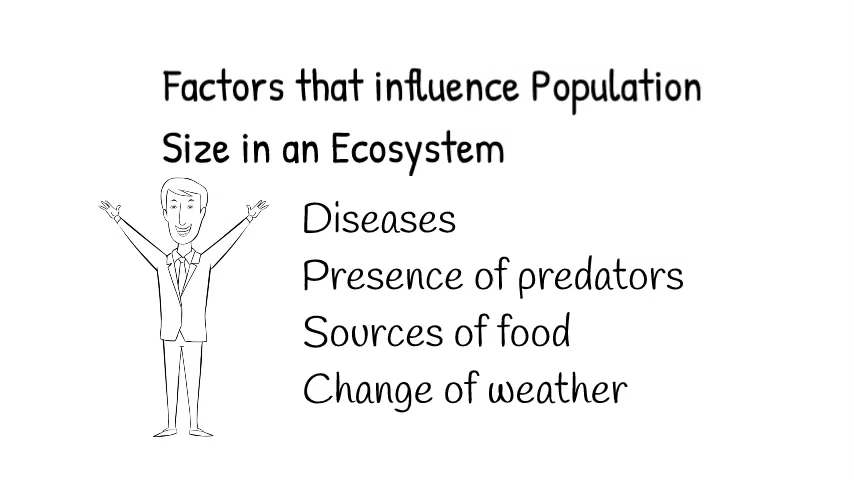 Factors that influence Population
Size in an Ecosystem
Diseases
Presence of predators
Sources of food
Change of weather